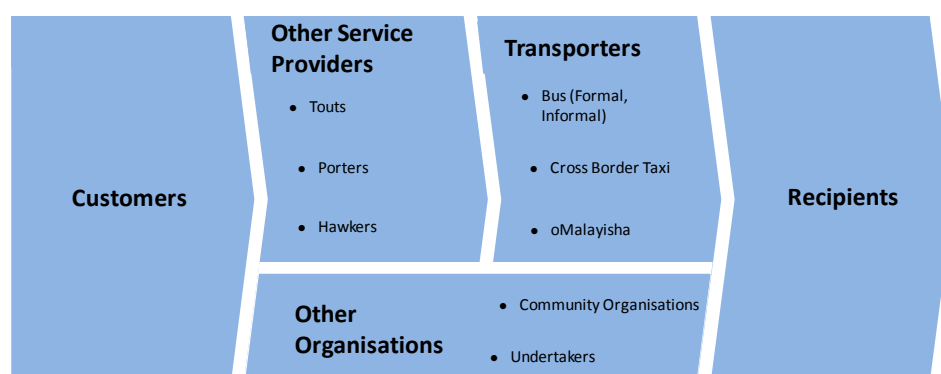 Customers
Other Service
Providers
● Touts
● Porters
● Hawkers
Transporters
● Bus (Formal,
Informal)
● Cross Border Taxi
● oMalayisha
Other
Organisations
● Community Organisations
● Undertakers
Recipients